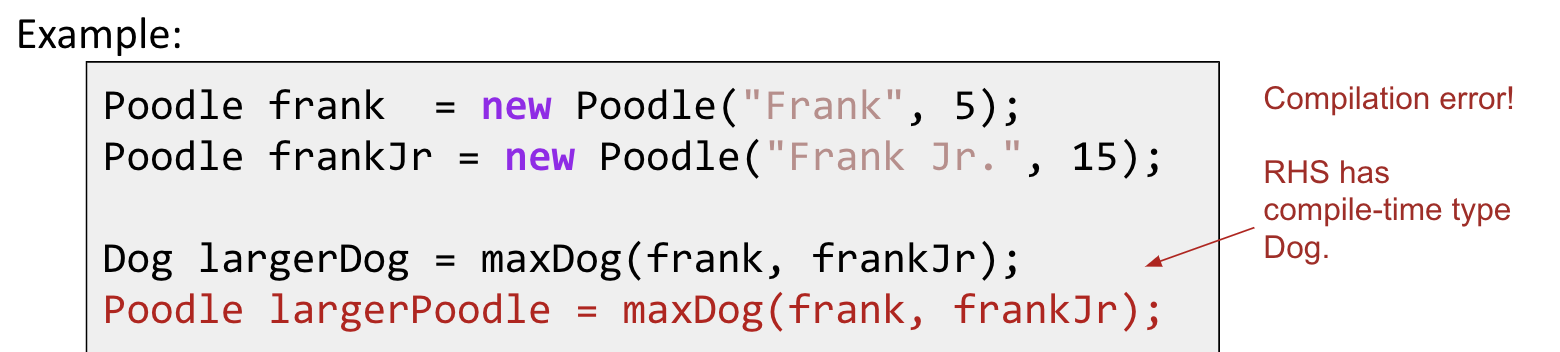 Example:
Poodle frank  = new Poodle("Frank", 5);
Poodle frankJr = new Poodle("Frank Jr.", 15);
Dog largerDog = maxDog(frank, frankJr);
Poodle largerPoodle = maxDog(frank, frankJr);
Compilation error!
RHS has
compile-time type
Dog.